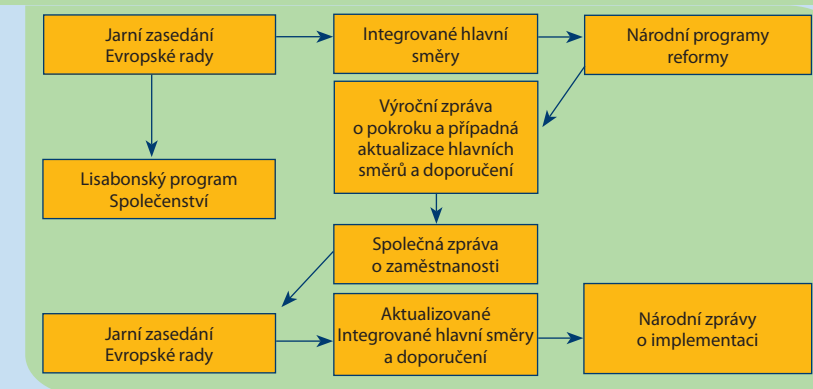 Jarní zasedání
Evropské rady
Integrované hlavní
směry
Národní programy
reformy
Výroční zpráva
o pokroku a případná
aktualizace hlavních
směrů a doporučení
Lisabonský program
Společenství
Společná zpráva
o zaměstnanosti
Jarní zasedání
Evropské rady
Aktualizované
Integrované hlavní směry
a doporučení
Národní zprávy
o implementaci